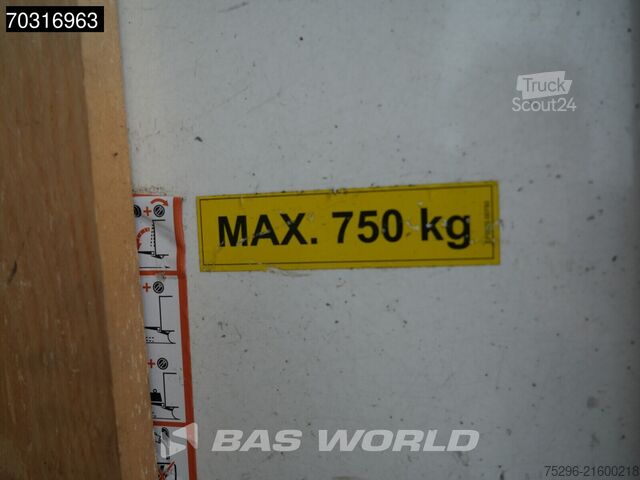 70316963
Truck
Scout24
MAX. 750 kg
BAS WORLD
75296-21600218